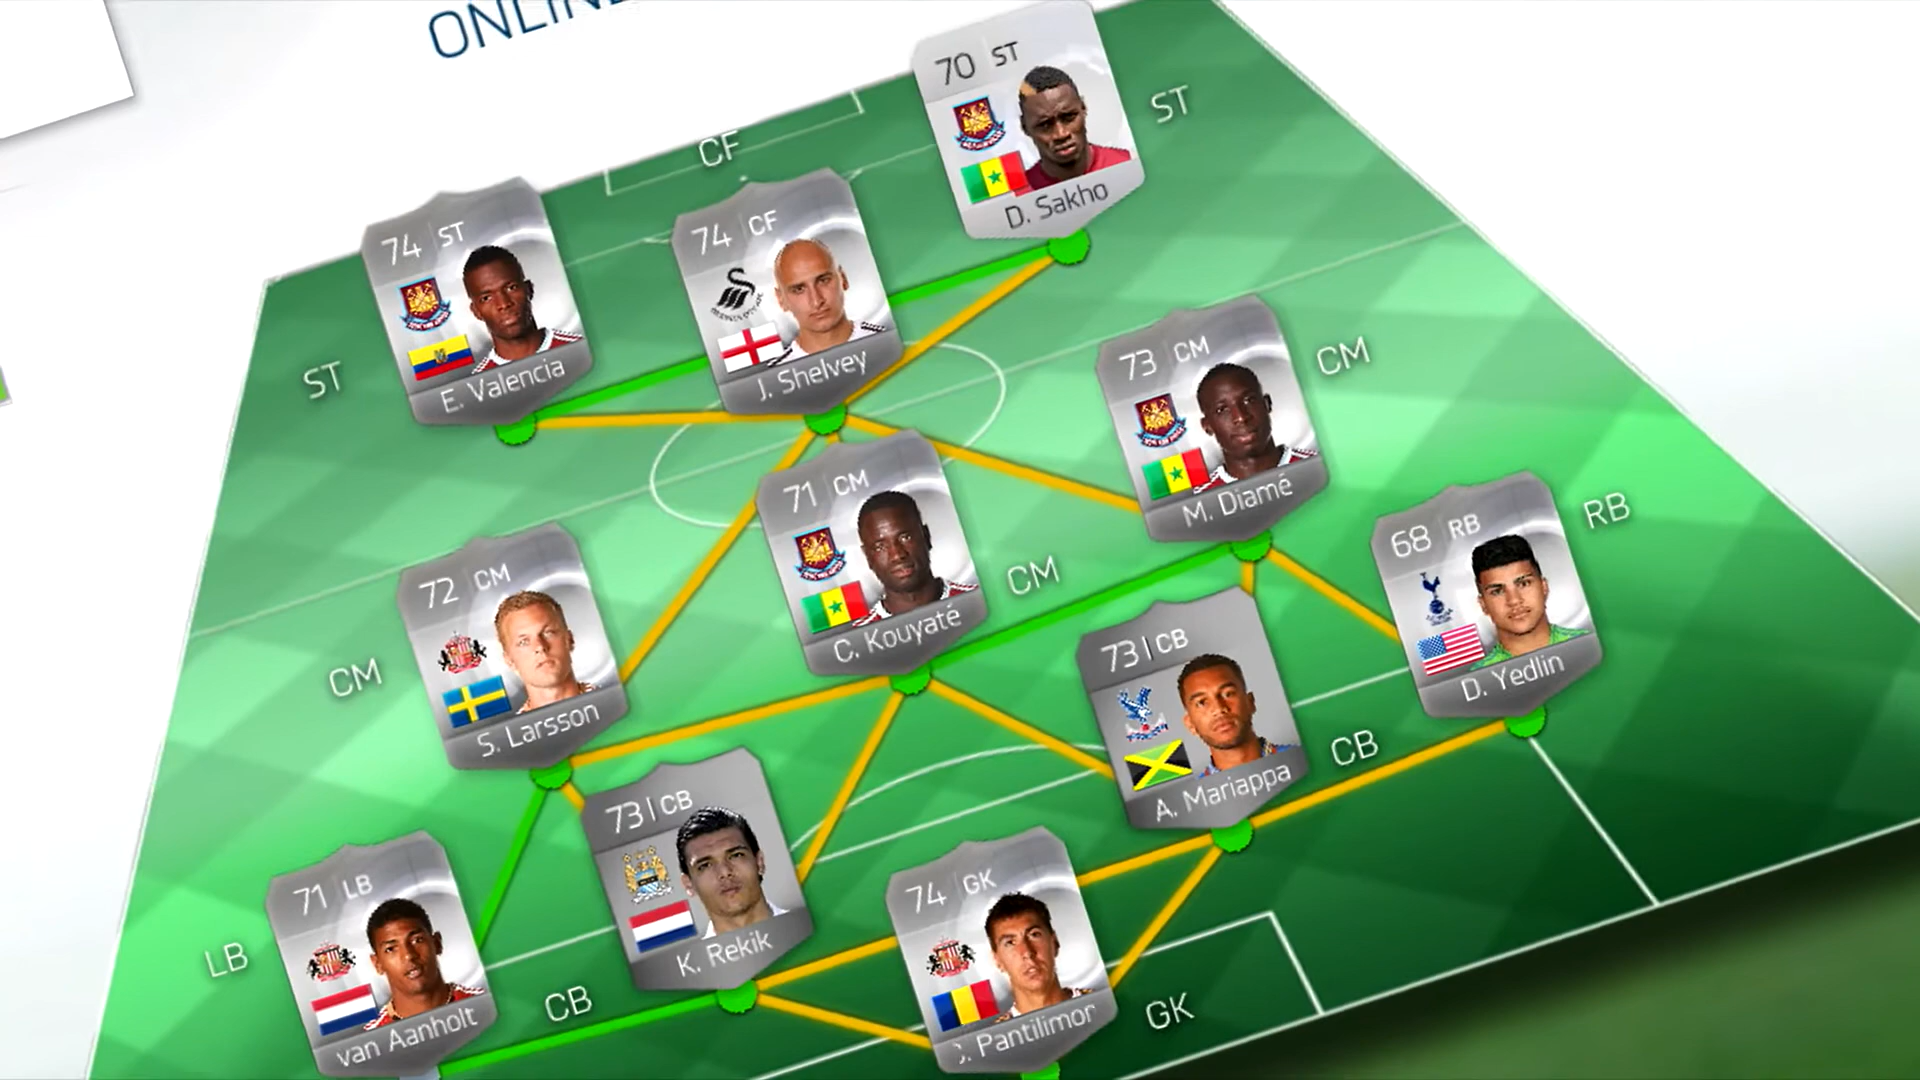 ONLINE
70 ST
D. Sakho
ST
CF
74 ST
E. Valencia
ST
74 CF
J. Shelvey
73 CM
M. Diamé
CM
71 CM
C. Kouyaté
CM
68 RB
D. Yedlin
RB
72 CM
S. Larsson
CM
73 | CB
A. Mariappa
CB
73 | CB
K. Rekik
CB
71 LB
van Aanholt
LB
74 GK
Pantilimon
GK